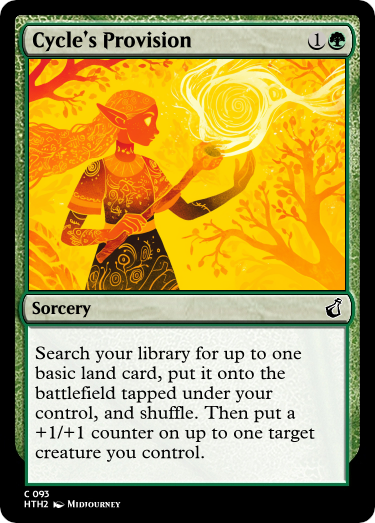 Cycle's Provision 1
Sorcery
Search your library for up to one
basic land card, put it onto the
battlefield tapped under your
control, and shuffle. Then put a
+1/+1 counter on up to one target
creature you control.
C 093
HTH2 Midjourney